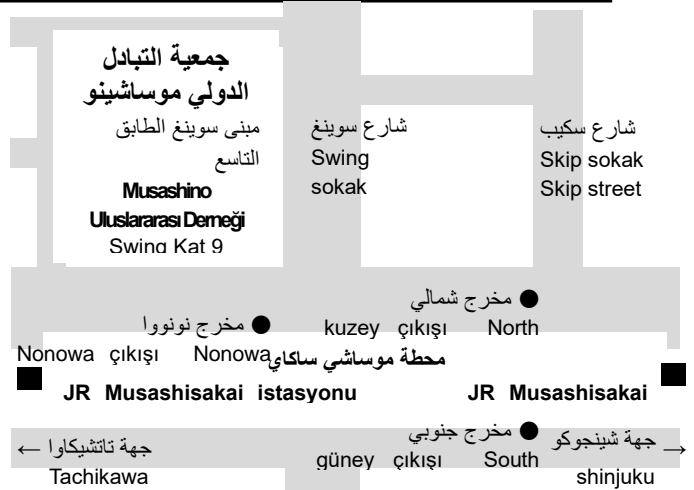 جمعية التبادل
الدولي موساشينو
مبنى سوينغ الطابق
التاسع
Musashino
Uluslararası Derneği
Swing Kat 9
شارع سوينغ
Swing
sokak
شارع سكيب
Skip sokak
Skip street
● مخرج شمالي
kuzey çıkışı North
● مخرج نونووا
Nonowa çıkışı Nonowa
محطة موساشي ساكاي
JR Musashisakai istasyonu JR Musashisakai
● مخرج جنوبي
güney çıkışı South
جهة تاتشيكاوا ←
Tachikawa
جهة شينجوكو →
shinjuku